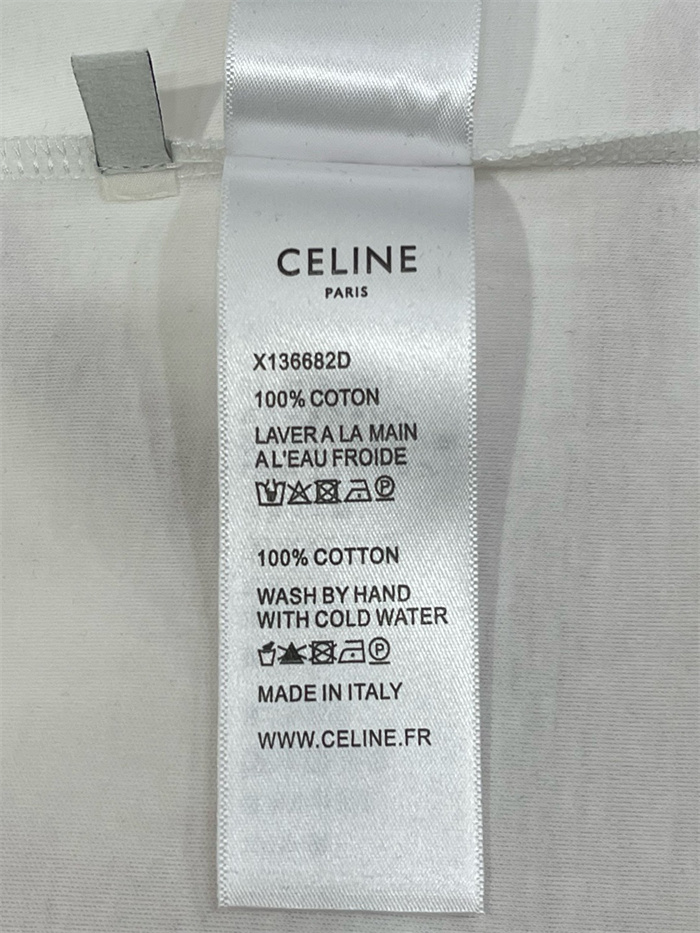 CELINE
PARIS
X136682D
100% COTON
LAVER A LA MAIN
A L'EAU FROIDE
P
100% COTTON
WASH BY HAND
WITH COLD WATER
P
MADE IN ITALY
WWW.CELINE.FR